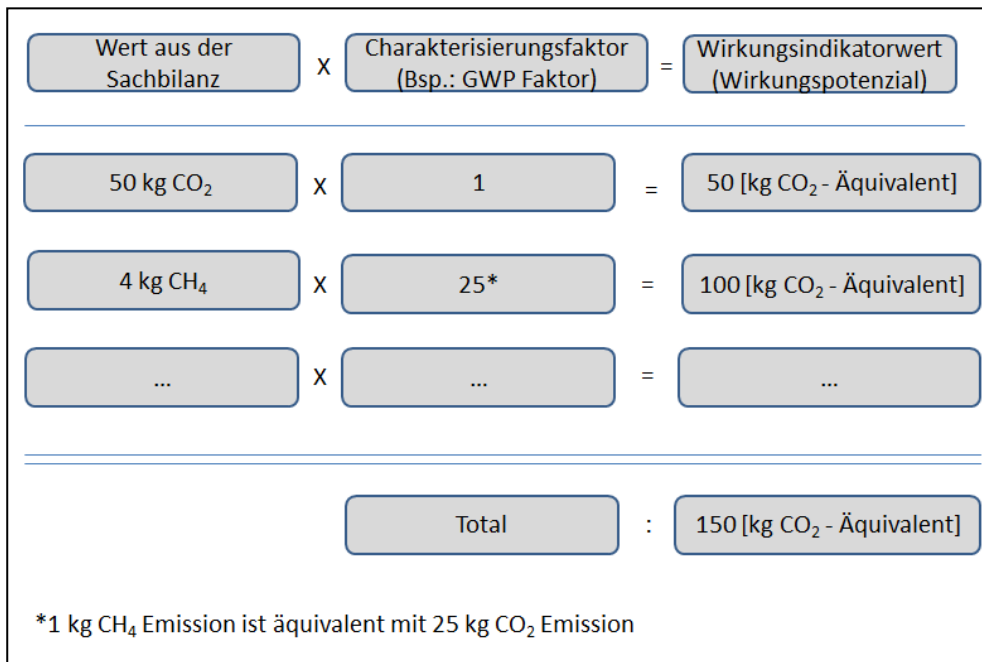 Wert aus der Sachbilanz X Charakterisierungsfaktor (Bsp.: GWP Faktor) = Wirkungsindikatorwert (Wirkungspotenzial)
50 kg CO₂ X 1 = 50 [kg CO₂ - Äquivalent]
4 kg CH₄ X 25* = 100 [kg CO₂ - Äquivalent]
... X ... = ...
Total : 150 [kg CO₂ - Äquivalent]
*1 kg CH₄ Emission ist äquivalent mit 25 kg CO₂ Emission